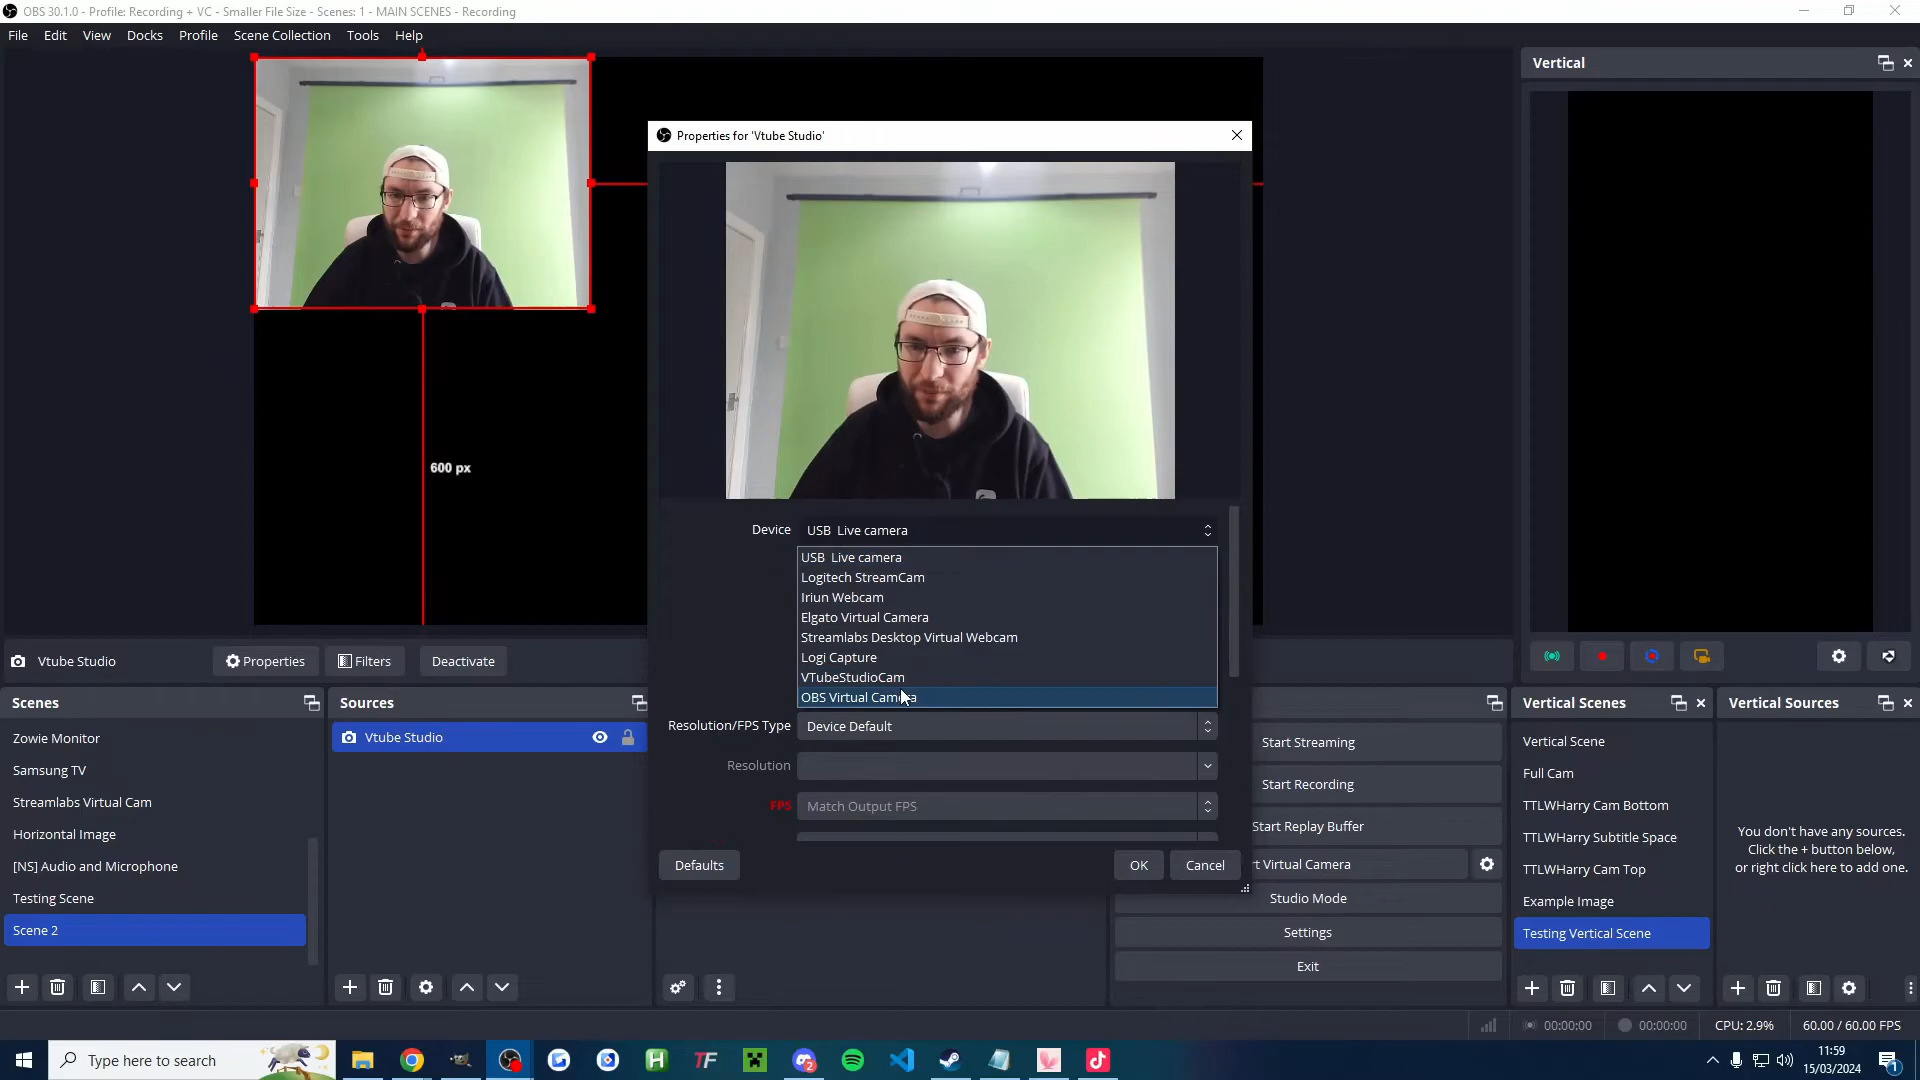 OBS 30.1.0 - Profile: Recording + VC - Smaller File Size - Scenes: 1 - MAIN SCENES - Recording
File Edit View Docks Profile Scene Collection Tools Help
Vertical
Properties for 'Vtube Studio'
600 px
Device USB Live camera
USB Live camera
Logitech StreamCam
Iriun Webcam
Elgato Virtual Camera
Streamlabs Desktop Virtual Webcam
Logi Capture
VTubeStudioCam
OBS Virtual Camera
Resolution/FPS Type Device Default
Resolution
FPS Match Output FPS
Defaults OK Cancel
Vtube Studio Properties Filters Deactivate
Scenes
Zowie Monitor
Samsung TV
Streamlabs Virtual Cam
Horizontal Image
[NS] Audio and Microphone
Testing Scene
Scene 2
Sources
Vtube Studio
Start Streaming
Start Recording
Start Replay Buffer
rt Virtual Camera
Studio Mode
Settings
Exit
Vertical Scenes
Vertical Scene
Full Cam
TTLWHarry Cam Bottom
TTLWHarry Subtitle Space
TTLWHarry Cam Top
Example Image
Testing Vertical Scene
Vertical Sources
You don't have any sources.
Click the + button below,
or right click here to add one.
00:00:00 00:00:00 CPU: 2.9% 60.00 / 60.00 FPS
Type here to search
H
TF
2
11:59
15/03/2024
1